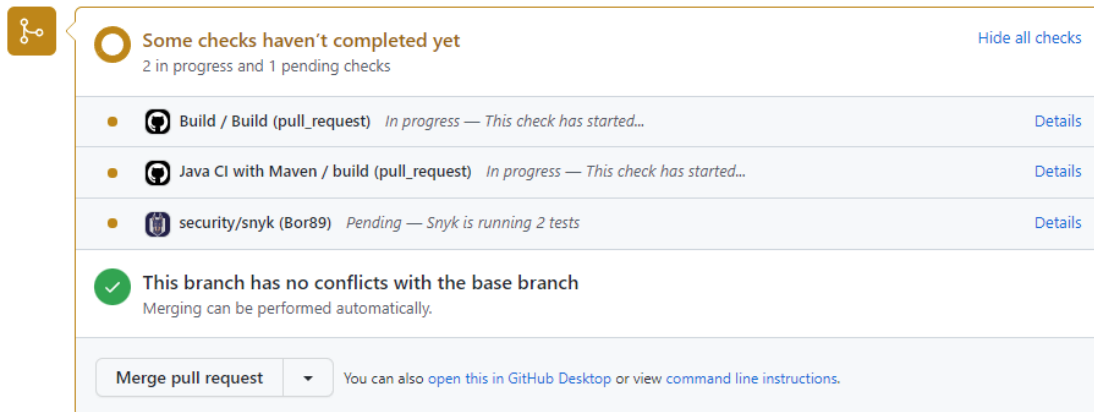 Some checks haven’t completed yet
Hide all checks
2 in progress and 1 pending checks
Build / Build (pull_request) In progress — This check has started... Details
Java CI with Maven / build (pull_request) In progress — This check has started... Details
security/snyk (Bor89) Pending — Snyk is running 2 tests Details
This branch has no conflicts with the base branch
Merging can be performed automatically.
Merge pull request You can also open this in GitHub Desktop or view command line instructions.